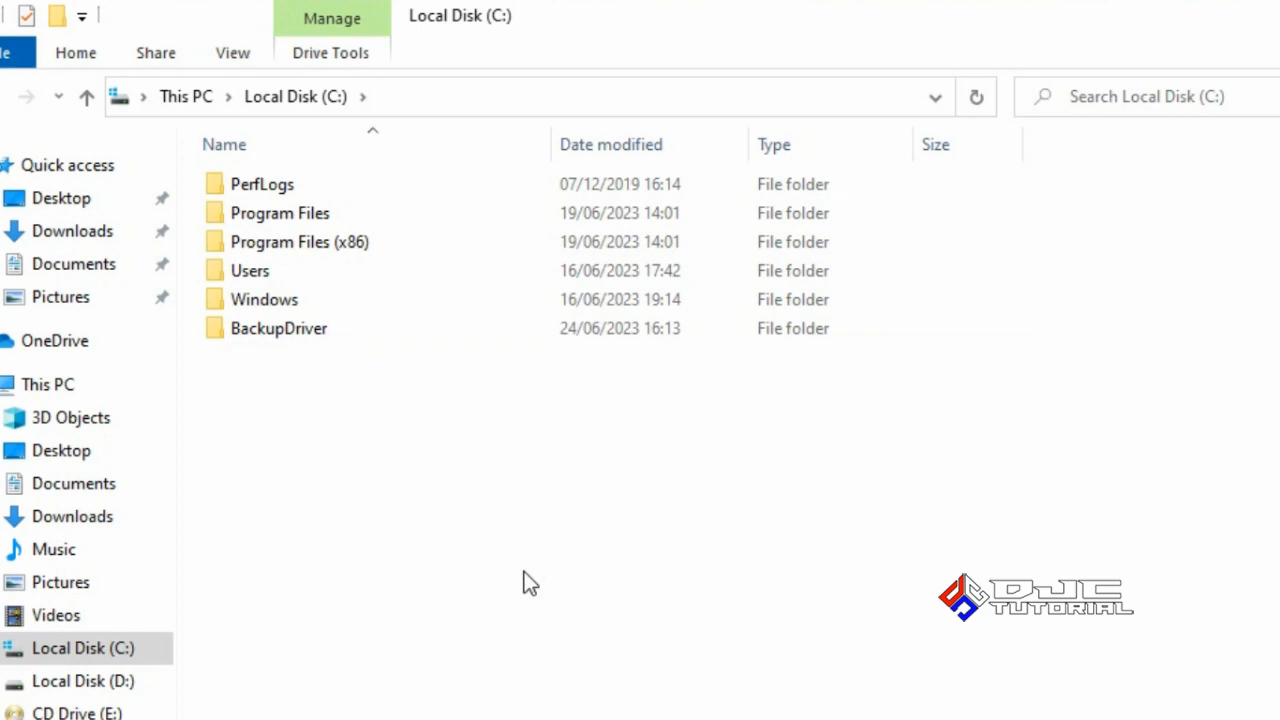 Manage
Local Disk (C:)
le
Home
Share
View
Drive Tools
This PC
Local Disk (C:)
Search Local Disk (C:)
Name
Date modified
Type
Size
PerfLogs 07/12/2019 16:14 File folder
Program Files 19/06/2023 14:01 File folder
Program Files (x86) 19/06/2023 14:01 File folder
Users 16/06/2023 17:42 File folder
Windows 16/06/2023 19:14 File folder
BackupDriver 24/06/2023 16:13 File folder
Quick access
Desktop
Downloads
Documents
Pictures
OneDrive
This PC
3D Objects
Desktop
Documents
Downloads
Music
Pictures
Videos
Local Disk (C:)
Local Disk (D:)
CD Drive (E:)
DJC
TUTORIAL